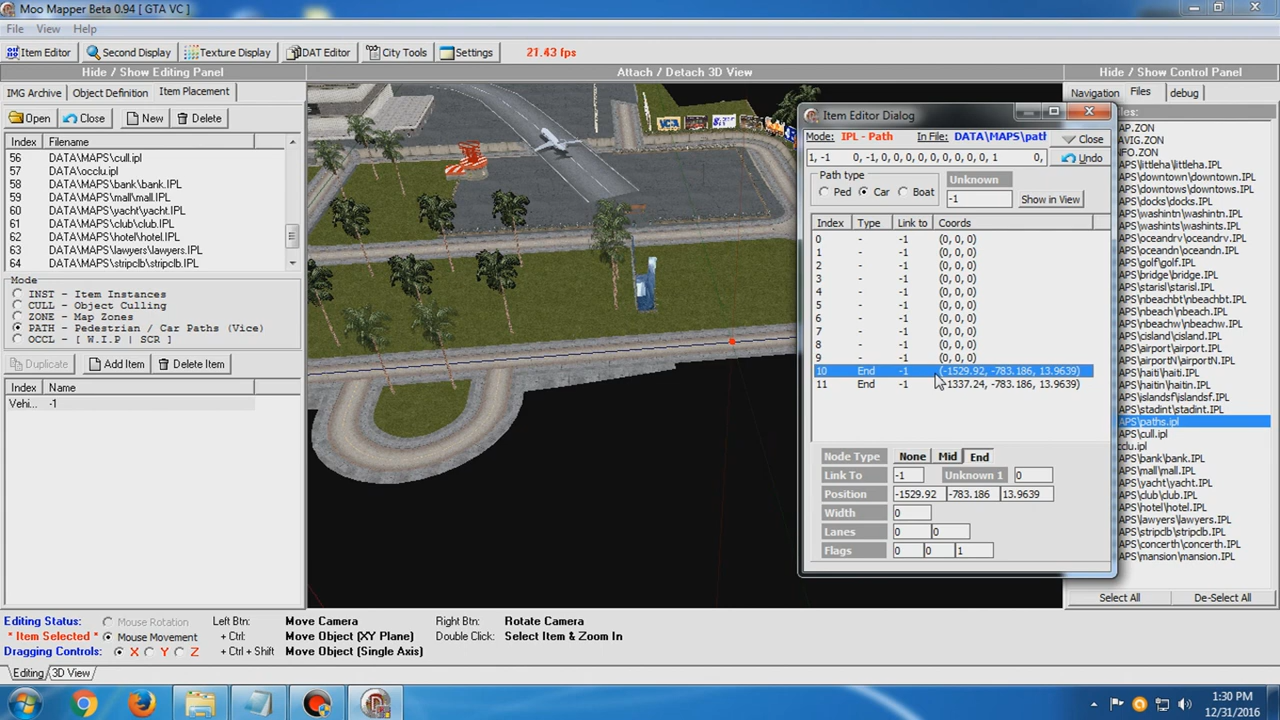 Moo Mapper Beta 0.94 [ GTA VC ]
File View Help
Item Editor Second Display Texture Display DAT Editor City Tools Settings 21.43 fps
Hide / Show Editing Panel Attach / Detach 3D View Hide / Show Control Panel
IMG Archive Object Definition Item Placement
Open Close New Delete
Index Filename
56 DATA\MAPS\cull.ipl
57 DATA\occlu.ipl
58 DATA\MAPS\bank\bank.IPL
59 DATA\MAPS\mall\mall.IPL
60 DATA\MAPS\yacht\yacht.IPL
61 DATA\MAPS\club\club.IPL
62 DATA\MAPS\hotel\hotel.IPL
63 DATA\MAPS\lawyers\lawyers.IPL
64 DATA\MAPS\stripclb\stripclb.IPL
Mode
INST - Item Instances
CULL - Object Culling
ZONE - Map Zones
PATH - Pedestrian / Car Paths (Vice)
OCCL - [ W.I.P | SCR ]
Duplicate Add Item Delete Item
Index Name
Vehi... -1
Item Editor Dialog
Mode: IPL - Path In File: DATA\MAPS\path Close
1, -1 0, -1, 0, 0, 0, 0, 0, 0, 0, 0, 0, 1 0, Undo
Path type
Ped Car Boat
Unknown
-1 Show in View
Index Type Link to Coords
0 - -1 (0, 0, 0)
1 - -1 (0, 0, 0)
2 - -1 (0, 0, 0)
3 - -1 (0, 0, 0)
4 - -1 (0, 0, 0)
5 - -1 (0, 0, 0)
6 - -1 (0, 0, 0)
7 - -1 (0, 0, 0)
8 - -1 (0, 0, 0)
9 - -1 (0, 0, 0)
10 End -1 (-1529.92, -783.186, 13.9639)
11 End -1 -1337.24, -783.186, 13.9639)
Node Type None Mid End
Link To -1 Unknown 1 0
Position -1529.92 -783.186 13.9639
Width 0
Lanes 0 0
Flags 0 0 1
Navigation Files debug
les:
AP.ZON
AVIG.ZON
NFO.ZON
APS\littleha\littleha.IPL
APS\downtown\downtown.IPL
APS\downtows\downtows.IPL
APS\docks\docks.IPL
APS\washintn\washintn.IPL
APS\washints\washints.IPL
APS\oceandrv\oceandrv.IPL
APS\oceandn\oceandn.IPL
APS\golf\golf.IPL
APS\bridge\bridge.IPL
APS\starisl\starisl.IPL
APS\nbeachbt\nbeachbt.IPL
APS\nbeach\nbeach.IPL
APS\nbeachw\nbeachw.IPL
APS\cisland\cisland.IPL
APS\airport\airport.IPL
APS\airportN\airportN.IPL
APS\haiti\haiti.IPL
APS\haitin\haitin.IPL
APS\islandsf\islandsf.IPL
APS\stadint\stadint.IPL
APS\paths.ipl
APS\cull.ipl
cclu.ipl
APS\bank\bank.IPL
APS\mall\mall.IPL
APS\yacht\yacht.IPL
APS\club\club.IPL
APS\hotel\hotel.IPL
APS\lawyers\lawyers.IPL
APS\stripclb\stripclb.IPL
APS\concerth\concerth.IPL
APS\mansion\mansion.IPL
Select All De-Select All
Editing Status: Mouse Rotation Left Btn: Move Camera Right Btn: Rotate Camera
* Item Selected * Mouse Movement + Ctrl: Move Object (XY Plane) Double Click: Select Item & Zoom In
Dragging Controls: X Y Z + Ctrl + Shift Move Object (Single Axis)
Editing 3D View
1:30 PM
12/31/2016